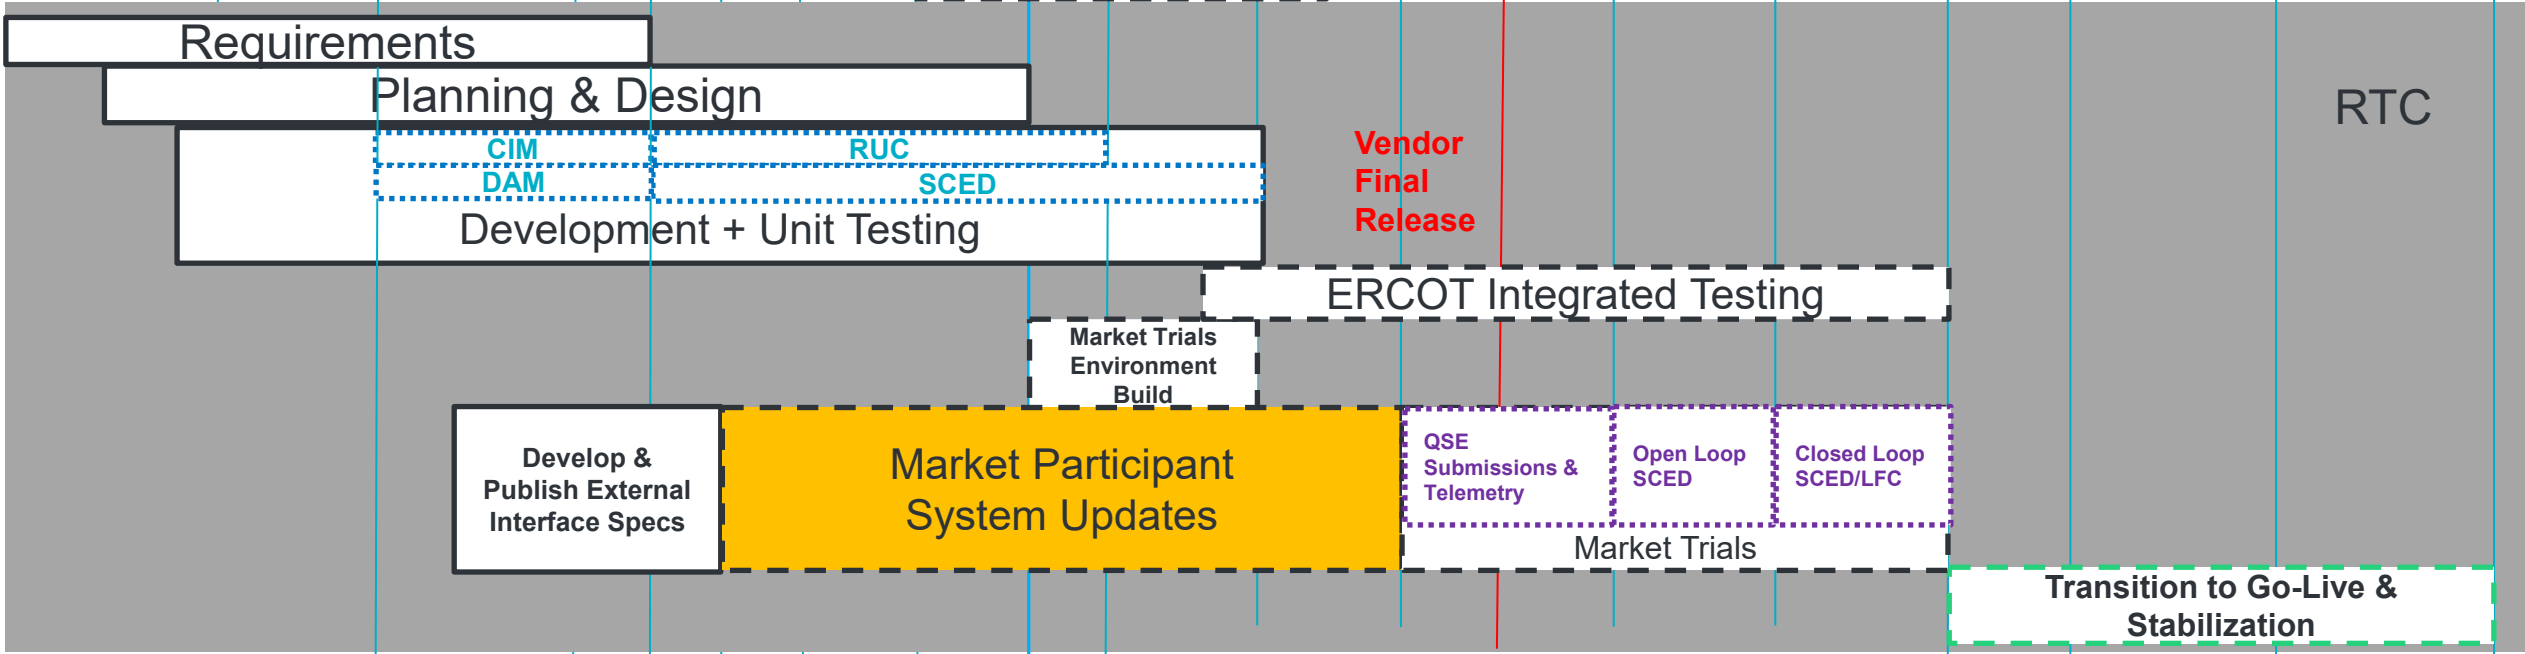 Requirements
Planning & Design
RTC
CIM
RUC
DAM
SCED
Development + Unit Testing
Vendor
Final
Release
ERCOT Integrated Testing
Market Trials
Environment
Build
Develop &
Publish External
Interface Specs
Market Participant
System Updates
QSE
Submissions &
Telemetry
Open Loop
SCED
Closed Loop
SCED/LFC
Market Trials
Transition to Go-Live &
Stabilization